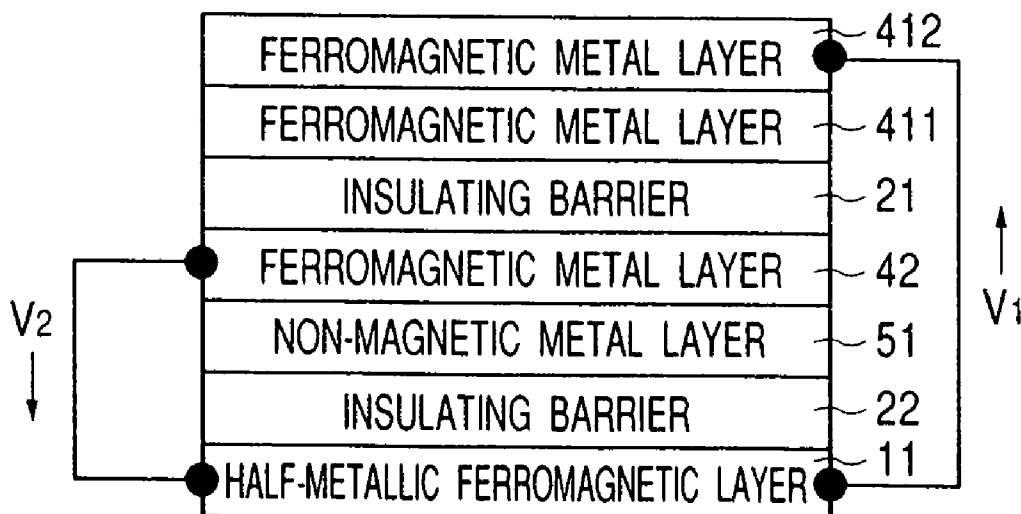 FERROMAGNETIC METAL LAYER 412
FERROMAGNETIC METAL LAYER 411
INSULATING BARRIER 21
FERROMAGNETIC METAL LAYER 42
NON-MAGNETIC METAL LAYER 51
INSULATING BARRIER 22
HALF-METALLIC FERROMAGNETIC LAYER 11
V2
V1